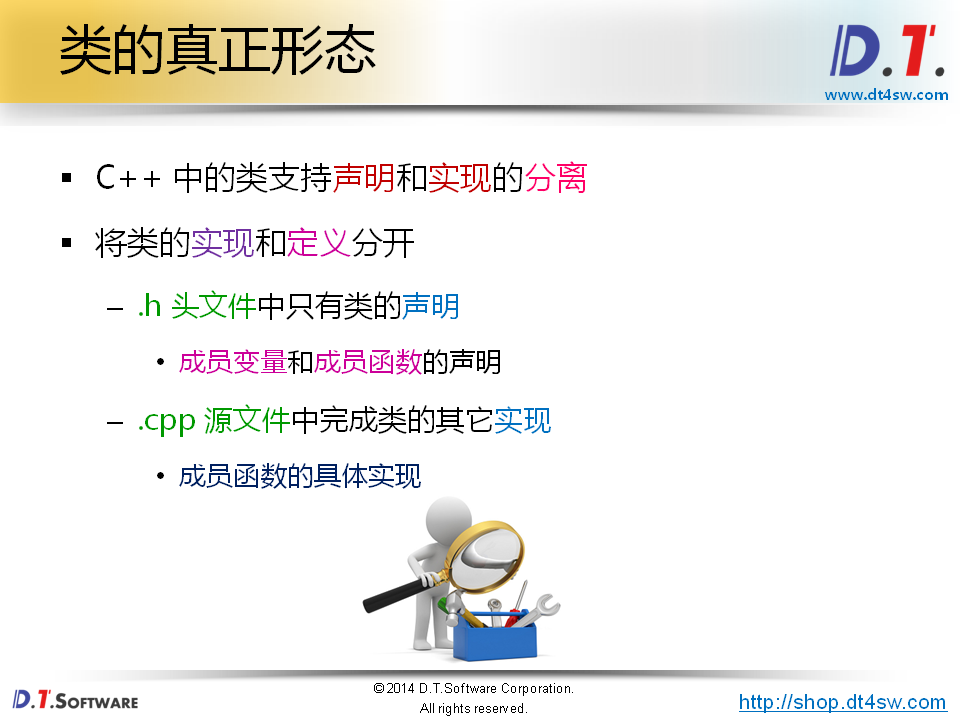 类的真正形态
D.T.
www.dt4sw.com
▪ C++ 中的类支持声明和实现的分离
▪ 将类的实现和定义分开
– .h 头文件中只有类的声明
• 成员变量和成员函数的声明
– .cpp 源文件中完成类的其它实现
• 成员函数的具体实现
D.T.SOFTWARE
©2014 D.T.Software Corporation.
All rights reserved.
http://shop.dt4sw.com